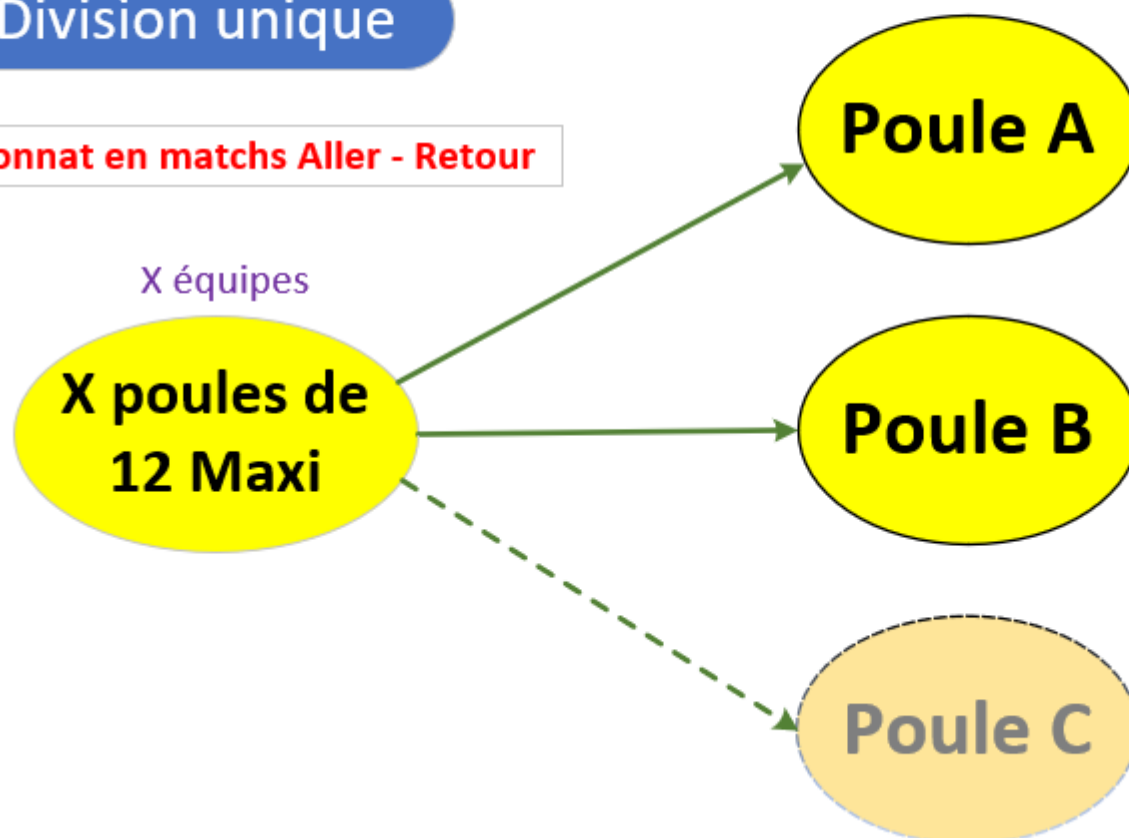 Division unique
onnat en matchs Aller - Retour
X équipes
X poules de
12 Maxi
Poule A
Poule B
Poule C